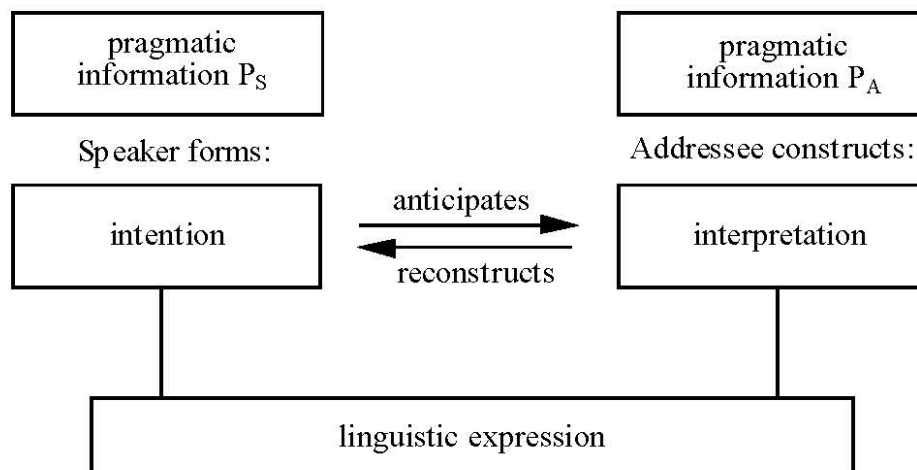 pragmatic
information P_S
pragmatic
information P_A
Speaker forms:
Addressee constructs:
intention
anticipates
reconstructs
interpretation
linguistic expression